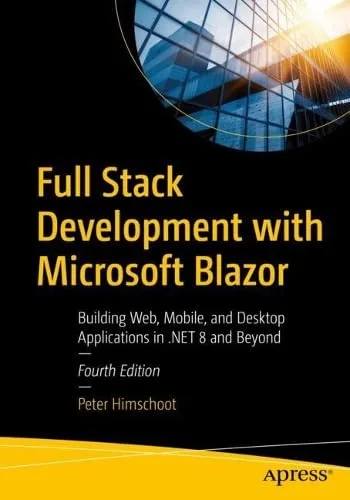 Full Stack
Development with
Microsoft Blazor
Building Web, Mobile, and Desktop
Applications in .NET 8 and Beyond
—
Fourth Edition
—
Peter Himschoot
Apress®